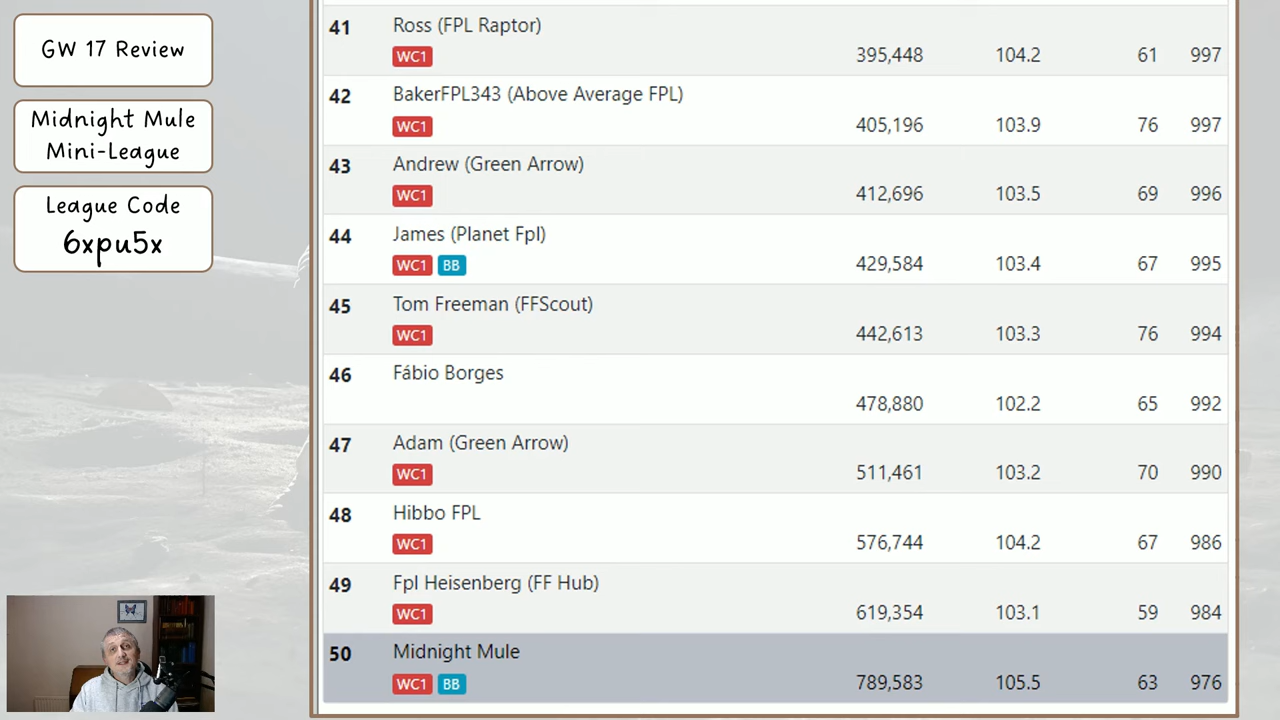 GW 17 Review
Midnight Mule
Mini-League
League Code
6xpu5x
41 Ross (FPL Raptor)
WC1 395,448 104.2 61 997
42 BakerFPL343 (Above Average FPL)
WC1 405,196 103.9 76 997
43 Andrew (Green Arrow)
WC1 412,696 103.5 69 996
44 James (Planet Fpl)
WC1 BB 429,584 103.4 67 995
45 Tom Freeman (FFScout)
WC1 442,613 103.3 76 994
46 Fábio Borges
478,880 102.2 65 992
47 Adam (Green Arrow)
WC1 511,461 103.2 70 990
48 Hibbo FPL
WC1 576,744 104.2 67 986
49 Fpl Heisenberg (FF Hub)
WC1 619,354 103.1 59 984
50 Midnight Mule
WC1 BB 789,583 105.5 63 976